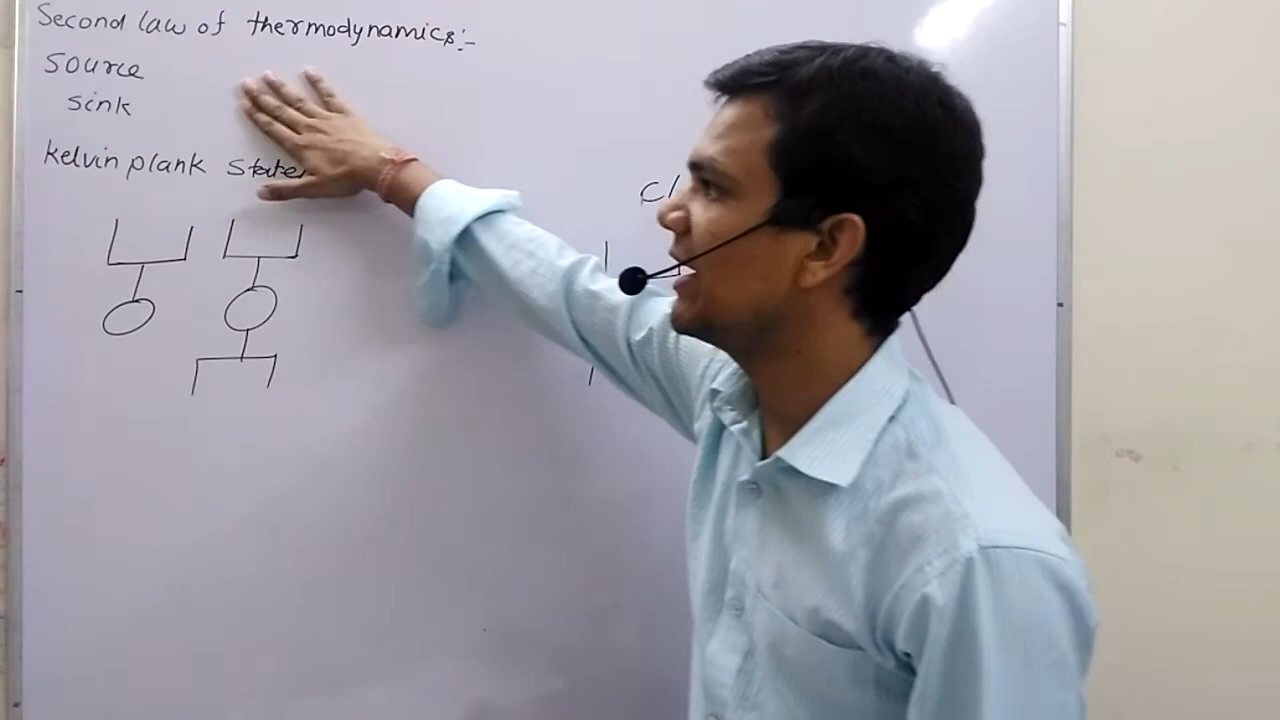 Second law of thermodynamics:-
Source
Sink
kelvin plank State
Cl